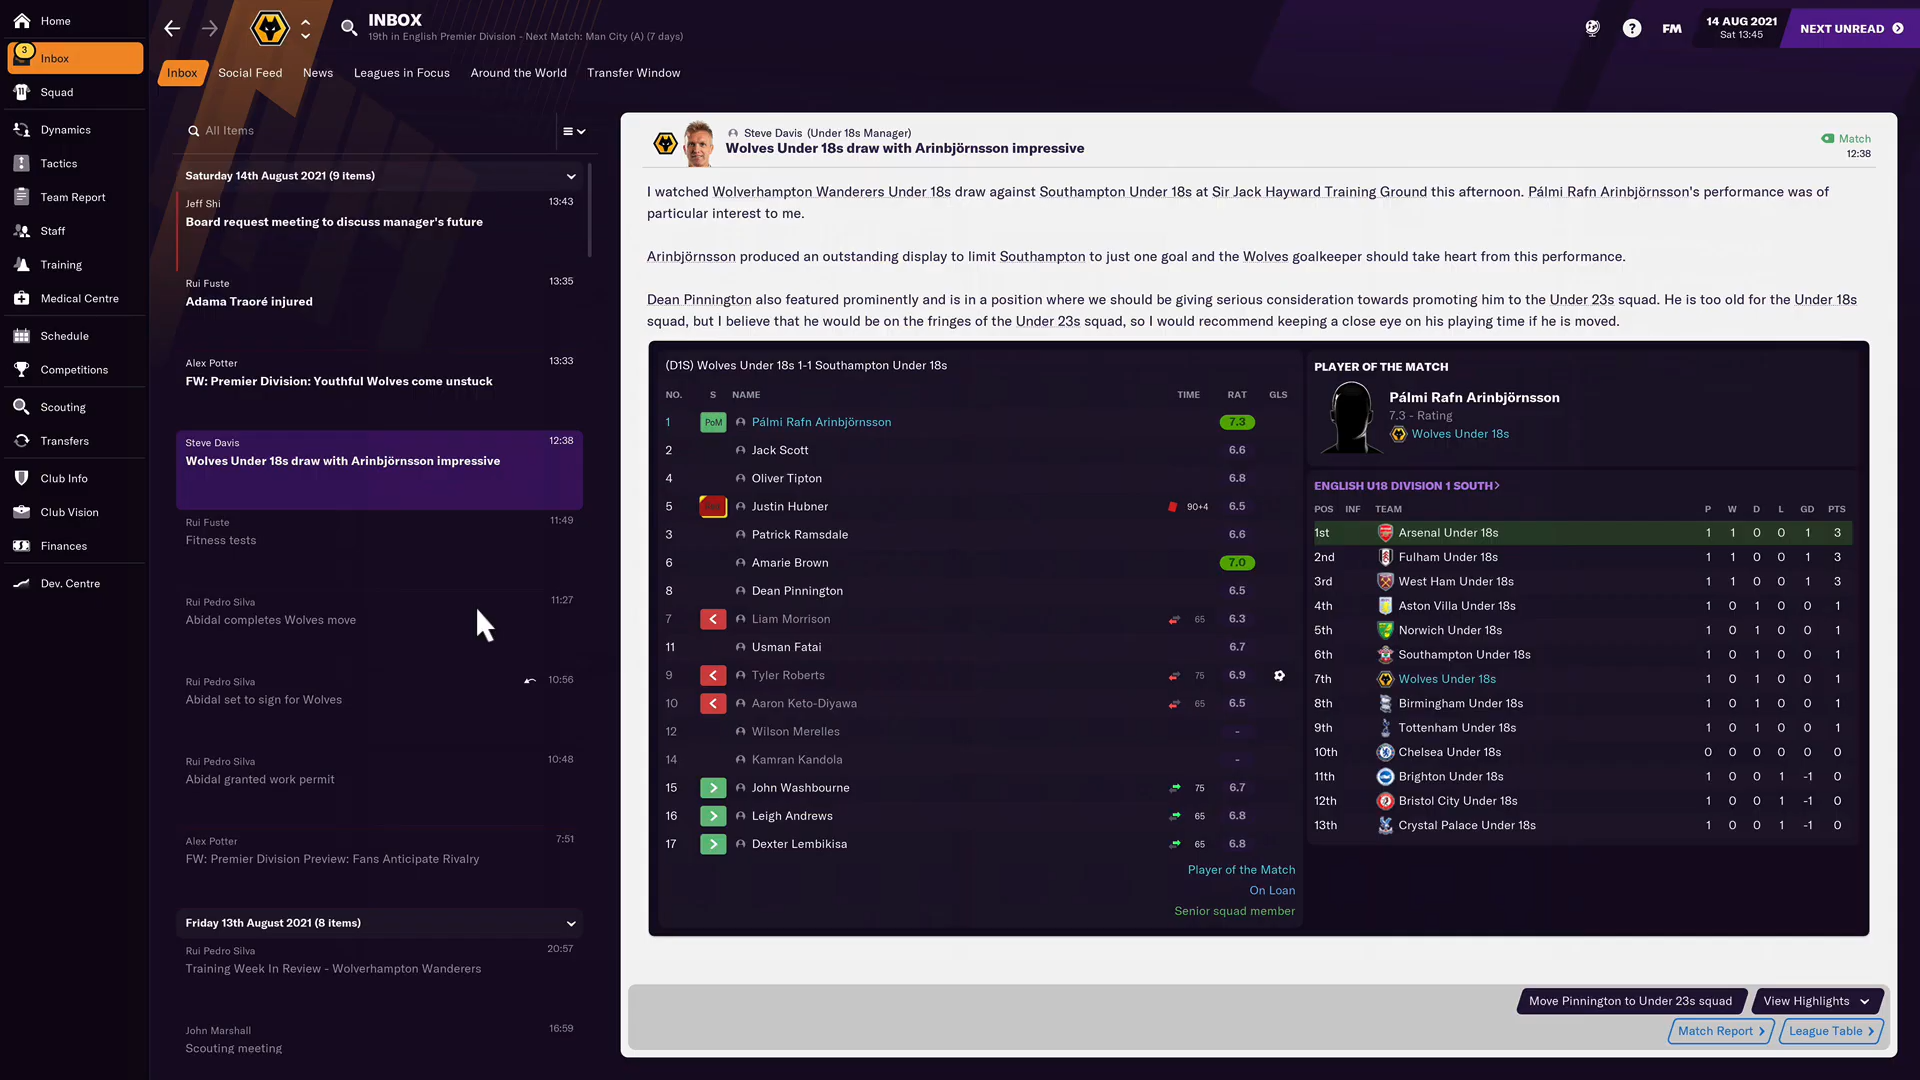 Home
3
Inbox
Squad
Dynamics
Tactics
Team Report
Staff
Training
Medical Centre
Schedule
Competitions
Scouting
Transfers
Club Info
Club Vision
Finances
Dev. Centre
INBOX
19th in English Premier Division - Next Match: Man City (A) (7 days)
FM
14 AUG 2021
Sat 13:45
NEXT UNREAD
Inbox Social Feed News Leagues in Focus Around the World Transfer Window
All Items
Saturday 14th August 2021 (9 items)
Jeff Shi 13:43
Board request meeting to discuss manager's future
Rui Fuste 13:35
Adama Traoré injured
Alex Potter 13:33
FW: Premier Division: Youthful Wolves come unstuck
Steve Davis 12:38
Wolves Under 18s draw with Arinbjörnsson impressive
Rui Fuste 11:49
Fitness tests
Rui Pedro Silva 11:27
Abidal completes Wolves move
Rui Pedro Silva 10:56
Abidal set to sign for Wolves
Rui Pedro Silva 10:48
Abidal granted work permit
Alex Potter 7:51
FW: Premier Division Preview: Fans Anticipate Rivalry
Friday 13th August 2021 (8 items)
Rui Pedro Silva 20:57
Training Week In Review - Wolverhampton Wanderers
John Marshall 16:59
Scouting meeting
Steve Davis (Under 18s Manager)
Wolves Under 18s draw with Arinbjörnsson impressive
Match
12:38
I watched Wolverhampton Wanderers Under 18s draw against Southampton Under 18s at Sir Jack Hayward Training Ground this afternoon. Pálmi Rafn Arinbjörnsson's performance was of
particular interest to me.
Arinbjörnsson produced an outstanding display to limit Southampton to just one goal and the Wolves goalkeeper should take heart from this performance.
Dean Pinnington also featured prominently and is in a position where we should be giving serious consideration towards promoting him to the Under 23s squad. He is too old for the Under 18s
squad, but I believe that he would be on the fringes of the Under 23s squad, so I would recommend keeping a close eye on his playing time if he is moved.
(D1S) Wolves Under 18s 1-1 Southampton Under 18s
NO. S NAME TIME RAT GLS
1 PoM Pálmi Rafn Arinbjörnsson 7.3
2 Jack Scott 6.6
4 Oliver Tipton 6.8
5 Justin Hubner 90+4 6.5
3 Patrick Ramsdale 6.6
6 Amarie Brown 7.0
8 Dean Pinnington 6.5
7 Liam Morrison 65 6.3
11 Usman Fatai 6.7
9 Tyler Roberts 75 6.9
10 Aaron Keto-Diyawa 65 6.5
12 Wilson Merelles -
14 Kamran Kandola -
15 John Washbourne 75 6.7
16 Leigh Andrews 65 6.8
17 Dexter Lembikisa 65 6.8
Player of the Match
On Loan
Senior squad member
PLAYER OF THE MATCH
Pálmi Rafn Arinbjörnsson
7.3 - Rating
Wolves Under 18s
ENGLISH U18 DIVISION 1 SOUTH>
POS INF TEAM P W D L GD PTS
1st Arsenal Under 18s 1 1 0 0 1 3
2nd Fulham Under 18s 1 1 0 0 1 3
3rd West Ham Under 18s 1 1 0 0 1 3
4th Aston Villa Under 18s 1 0 1 0 0 1
5th Norwich Under 18s 1 0 1 0 0 1
6th Southampton Under 18s 1 0 1 0 0 1
7th Wolves Under 18s 1 0 1 0 0 1
8th Birmingham Under 18s 1 0 1 0 0 1
9th Tottenham Under 18s 1 0 1 0 0 1
10th Chelsea Under 18s 0 0 0 0 0 0
11th Brighton Under 18s 1 0 0 1 -1 0
12th Bristol City Under 18s 1 0 0 1 -1 0
13th Crystal Palace Under 18s 1 0 0 1 -1 0
Move Pinnington to Under 23s squad
View Highlights
Match Report >
League Table >